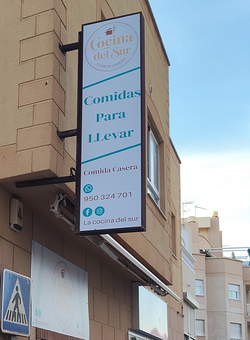 Cocina
del Sur
Comidas
Para
LLevar
Comida Casera
950 324 701
La cocina del sur